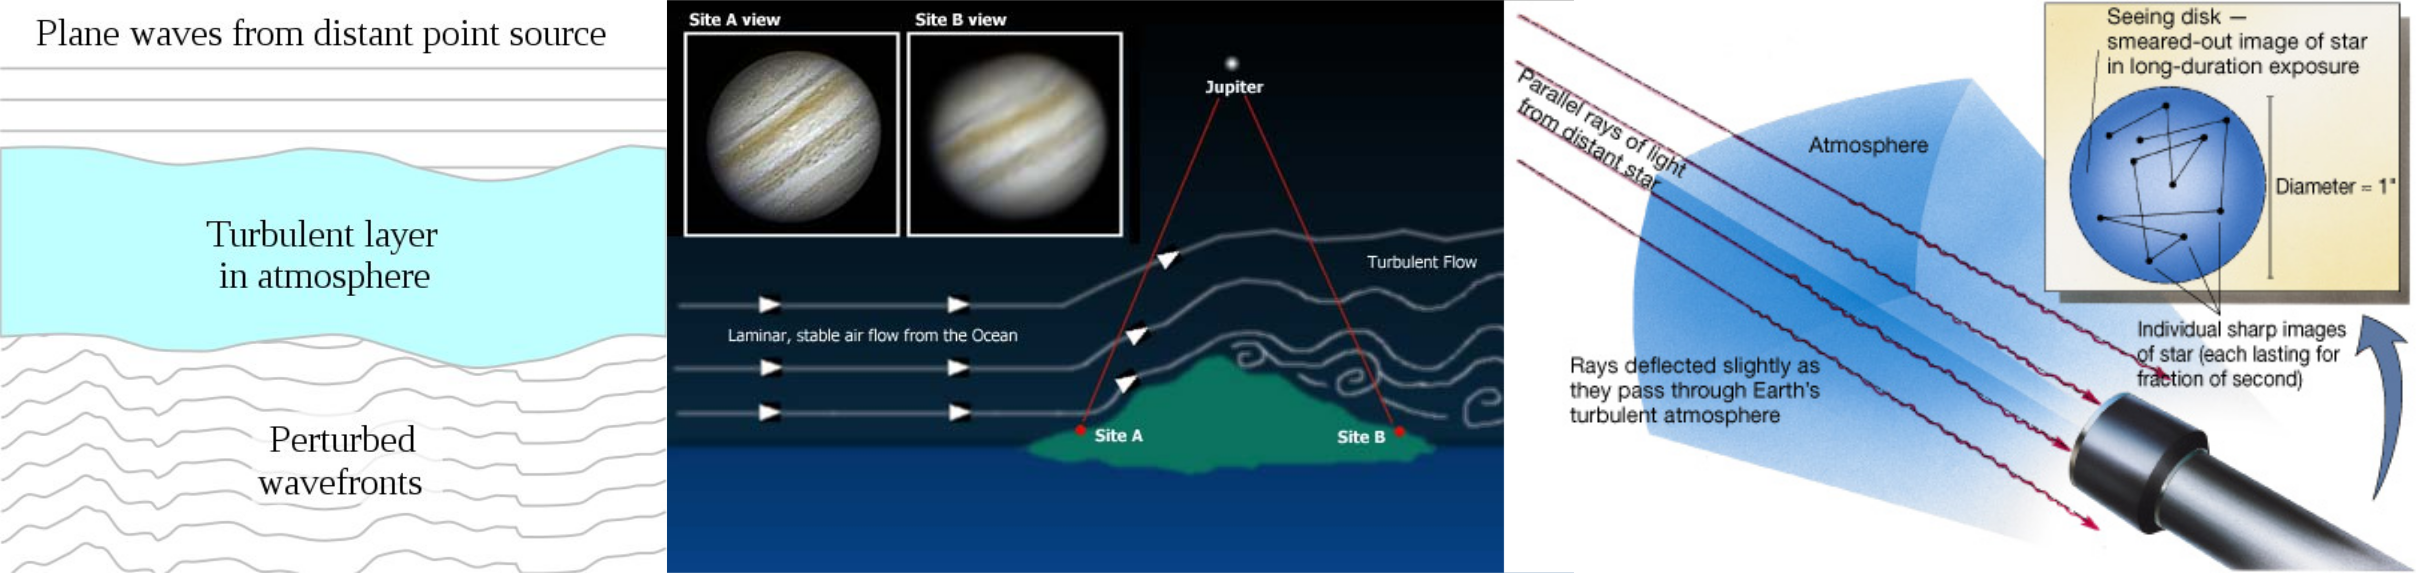 Plane waves from distant point source
Turbulent layer
in atmosphere
Perturbed
wavefronts
Site A view
Site B view
Jupiter
Turbulent Flow
Laminar, stable air flow from the Ocean
Site A
Site B
Parallel rays of light
from distant star
Atmosphere
Rays deflected slightly as
they pass through Earth's
turbulent atmosphere
Seeing disk —
smeared-out image of star
in long-duration exposure
Diameter = 1"
Individual sharp images
of star (each lasting for
fraction of second)